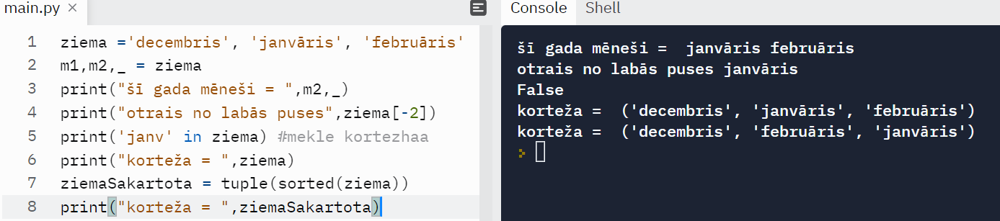 main.py ×
1 ziema ='decembris', 'janvāris', 'februāris'
2 m1,m2,_ = ziema
3 print("šī gada mēneši = ",m2,_)
4 print("otrais no labās puses",ziema[-2])
5 print('janv' in ziema) #mekle kortezhaa
6 print("korteža = ",ziema)
7 ziemaSakartota = tuple(sorted(ziema))
8 print("korteža = ",ziemaSakartota)
Console Shell
šī gada mēneši =  janvāris februāris
otrais no labās puses janvāris
False
korteža =  ('decembris', 'janvāris', 'februāris')
korteža =  ('decembris', 'februāris', 'janvāris')
>